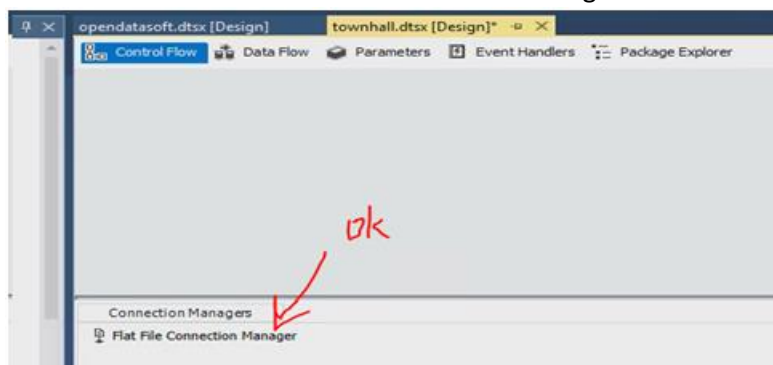 opendatasoft.dtsx [Design] townhall.dtsx [Design]*
Control Flow Data Flow Parameters Event Handlers Package Explorer
ok
Connection Managers
Flat File Connection Manager